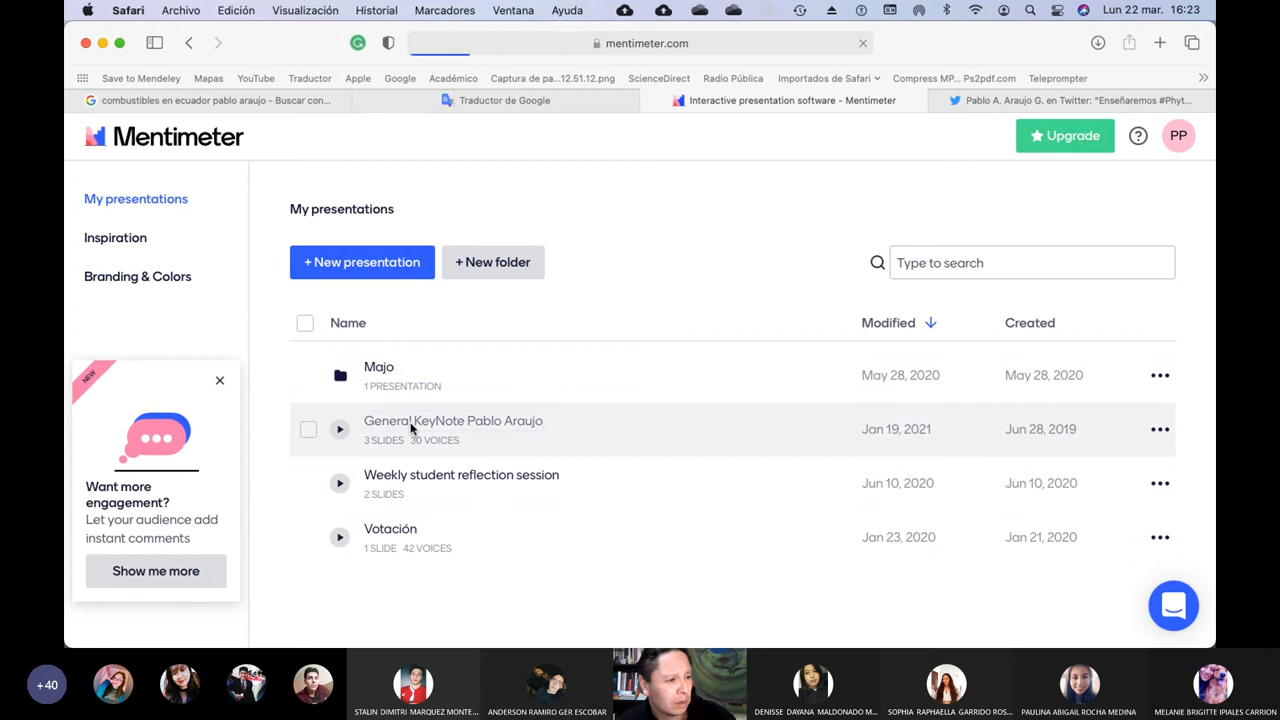 Safari Archivo Edición Visualización Historial Marcadores Ventana Ayuda Lun 22 mar. 16:23
mentimeter.com
Save to Mendeley Mapas YouTube Traductor Apple Google Académico Captura de pa...12.51.12.png ScienceDirect Radio Pública Importados de Safari Compress MP... Ps2pdf.com Teleprompter
combustibles en ecuador pablo araujo - Buscar con... Traductor de Google Interactive presentation software - Mentimeter Pablo A. Araujo G. en Twitter: "Enseñaremos #Phyt...
Mentimeter Upgrade ? PP
My presentations
Inspiration
Branding & Colors
My presentations
+ New presentation + New folder Type to search
Name Modified Created
Majo
1 PRESENTATION
May 28, 2020 May 28, 2020
General KeyNote Pablo Araujo
3 SLIDES 30 VOICES
Jan 19, 2021 Jun 28, 2019
Weekly student reflection session
2 SLIDES
Jun 10, 2020 Jun 10, 2020
Votación
1 SLIDE 42 VOICES
Jan 23, 2020 Jan 21, 2020
NEW
Want more
engagement?
Let your audience add
instant comments
Show me more
+40
STALIN DIMITRI MARQUEZ MONTE... ANDERSON RAMIRO GER ESCOBAR DENISSE DAYANA MALDONADO M... SOPHIA RAPHAELLA GARRIDO ROS... PAULINA ABIGAIL ROCHA MEDINA MELANIE BRIGITTE IPIALES CARRION